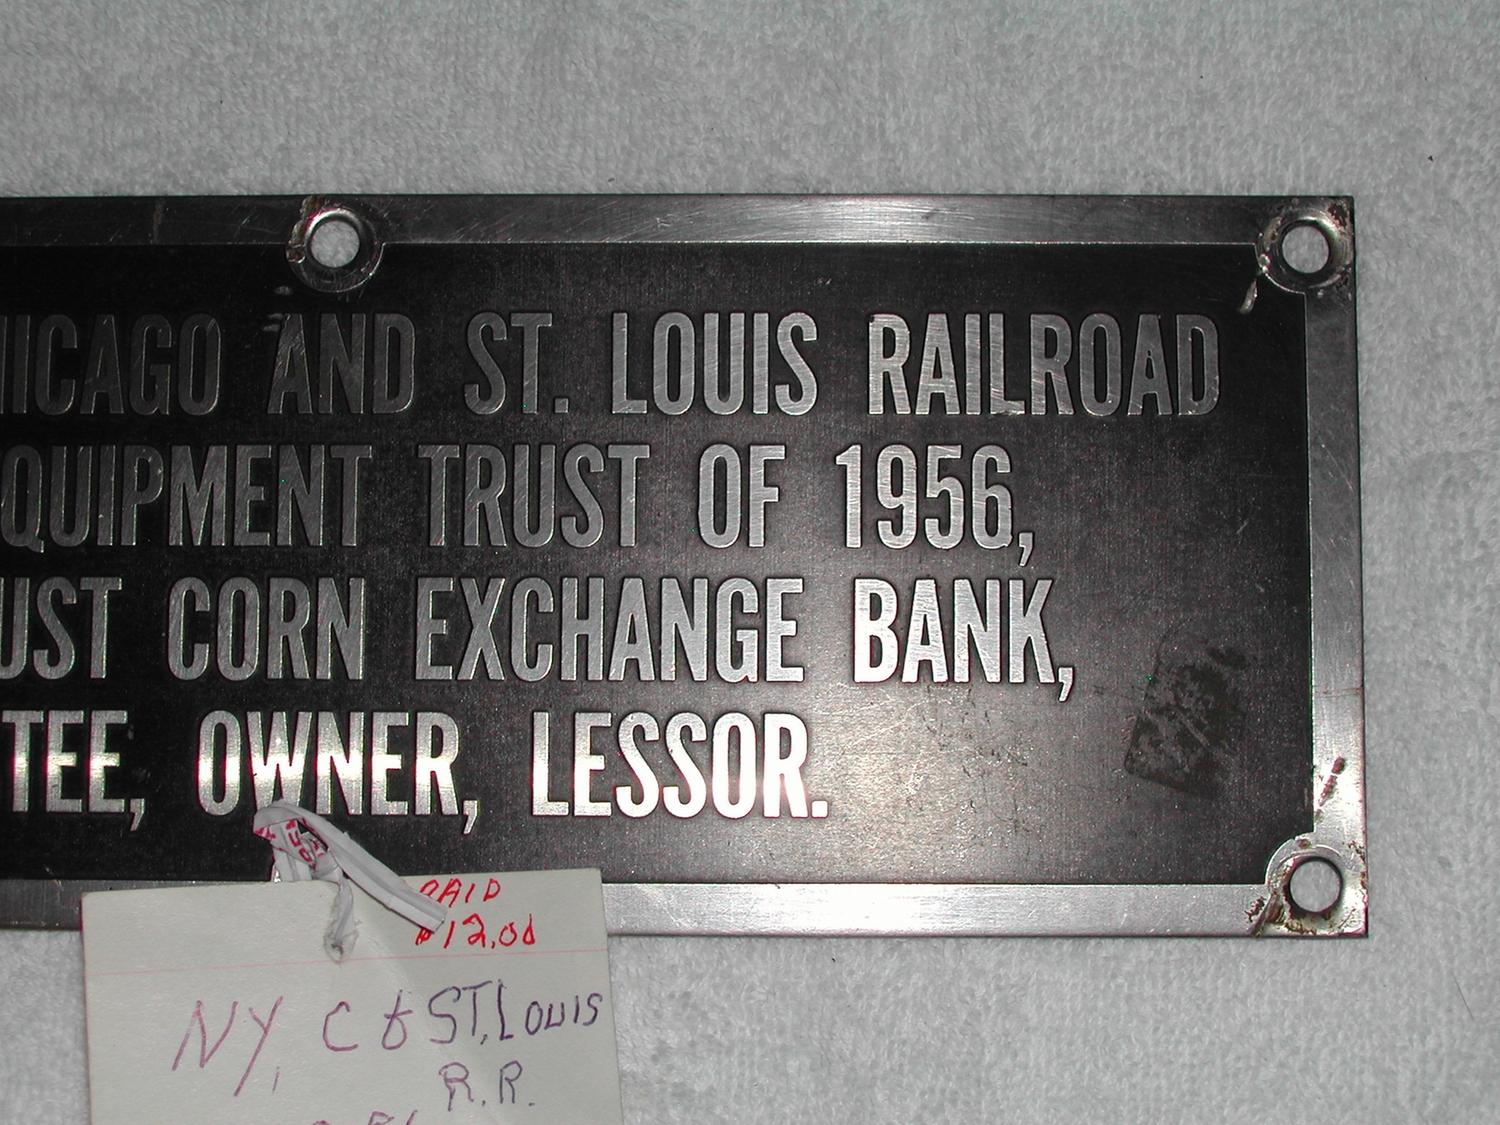 HICAGO AND ST. LOUIS RAILROAD
QUIPMENT TRUST OF 1956,
UST CORN EXCHANGE BANK,
TEE, OWNER, LESSOR.
PAID
$12.00
NY, C & ST. LOUIS
R.R.